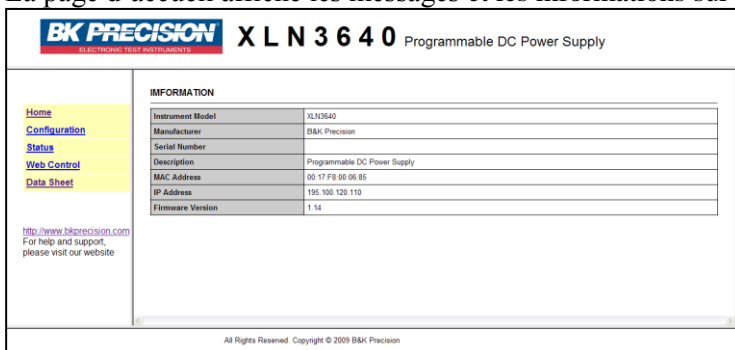 La page d'accueil affiche les messages et les informations sur
BK PRECISION
ELECTRONIC TEST INSTRUMENTS
XLN3640 Programmable DC Power Supply
IMFORMATION
Home
Configuration
Status
Web Control
Data Sheet
http://www.bkprecision.com
For help and support,
please visit our website
Instrument Model XLN3640
Manufacturer B&K Precision
Serial Number
Description Programmable DC Power Supply
MAC Address 00:17:F8:00:06:85
IP Address 195.100.120.110
Firmware Version 1.14
All Rights Reserved. Copyright © 2009 B&K Precision